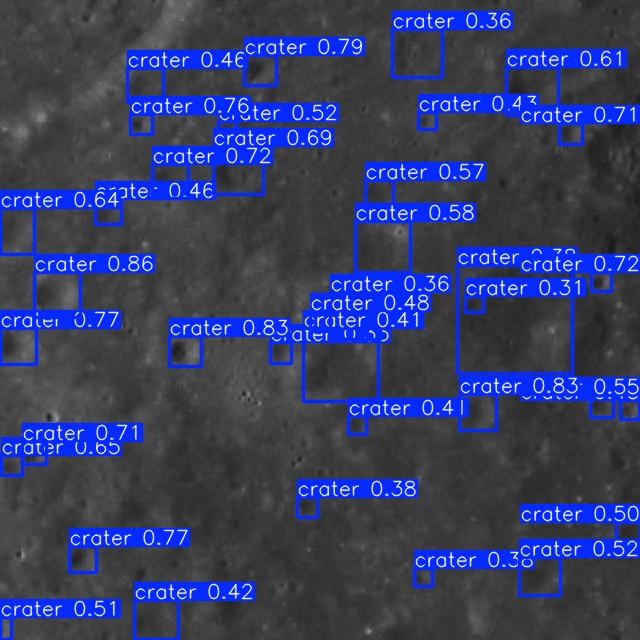 crater 0.36
crater 0.79
crater 0.46
crater 0.61
crater 0.76
crater 0.52
crater 0.43
crater 0.71
crater 0.69
crater 0.72
crater 0.57
crater 0.46
crater 0.64
crater 0.58
crater 0.38
crater 0.72
crater 0.86
crater 0.36
crater 0.31
crater 0.48
crater 0.77
crater 0.41
crater 0.83
crater
crater 0.83
0.55
crater 0.41
crater 0.71
crater 0.65
crater 0.38
crater 0.50
crater 0.77
crater 0.52
crater 0.38
crater 0.42
crater 0.51